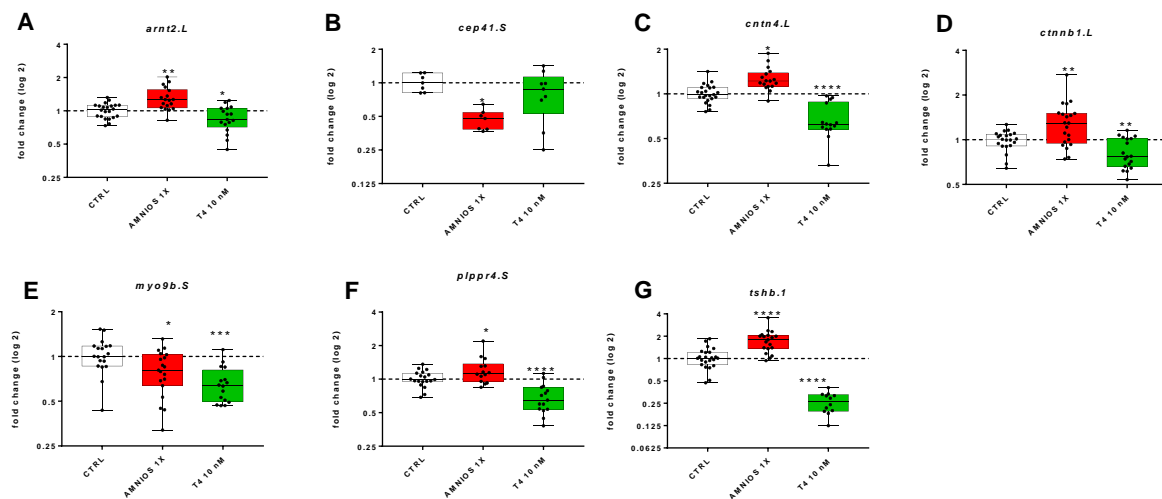 A
arnt2.L
fold change (log 2)
4
2
1
0.5
0.25
**
*
CTRL
AMNIOS 1X
T4 10 nM
B
cep41.S
fold change (log 2)
2
1
0.5
0.25
0.125
*
CTRL
AMNIOS 1X
T4 10 nM
C
cntn4.L
fold change (log 2)
2
1
0.5
0.25
*
****
CTRL
AMNIOS 1X
T4 10 nM
D
ctnnb1.L
fold change (log 2)
4
2
1
0.5
**
**
CTRL
AMNIOS 1X
T4 10 nM
E
myo9b.S
fold change (log 2)
2
1
0.5
0.25
*
***
CTRL
AMNIOS 1X
T4 10 nM
F
plppr4.S
fold change (log 2)
4
2
1
0.5
0.25
*
****
CTRL
AMNIOS 1X
T4 10 nM
G
tshb.1
fold change (log 2)
4
2
1
0.5
0.25
0.125
0.0625
****
****
CTRL
AMNIOS 1X
T4 10 nM